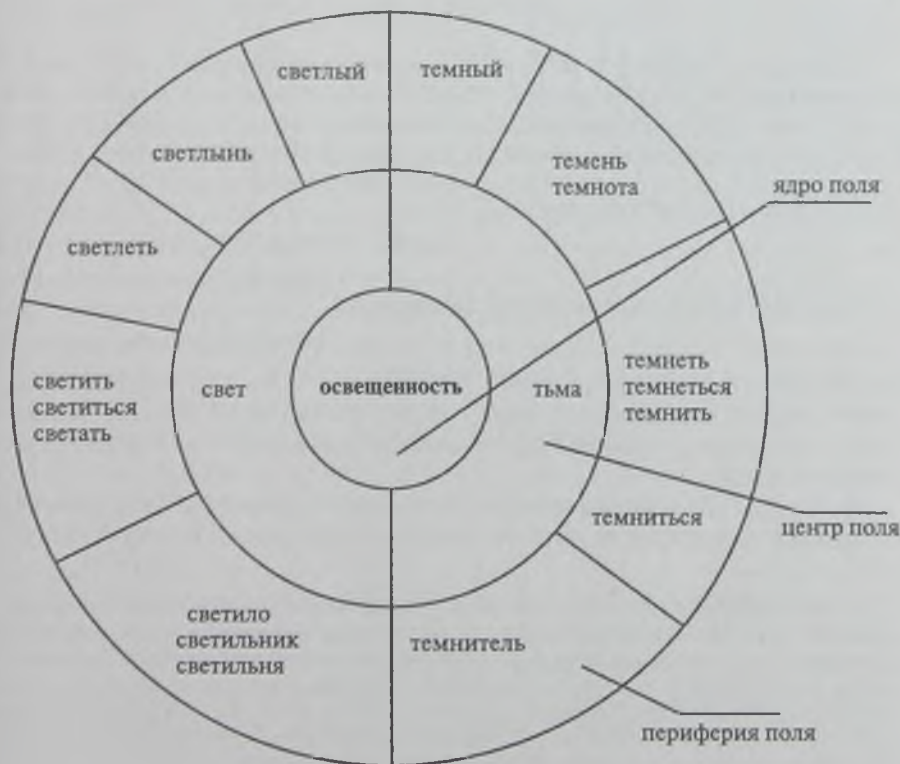 светлый
темный
светлынь
темень
темнота
ядро поля
светлеть
светить
светиться
светать
свет
освещенность
тьма
темнеть
темнеться
темнить
темниться
центр поля
светило
светильник
светильня
темнитель
периферия поля